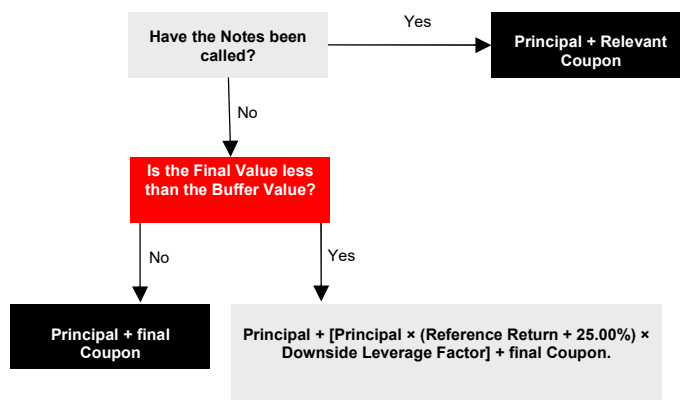 Have the Notes been
called?
Yes
Principal + Relevant
Coupon
No
Is the Final Value less
than the Buffer Value?
No
Yes
Principal + final
Coupon
Principal + [Principal × (Reference Return + 25.00%) ×
Downside Leverage Factor] + final Coupon.